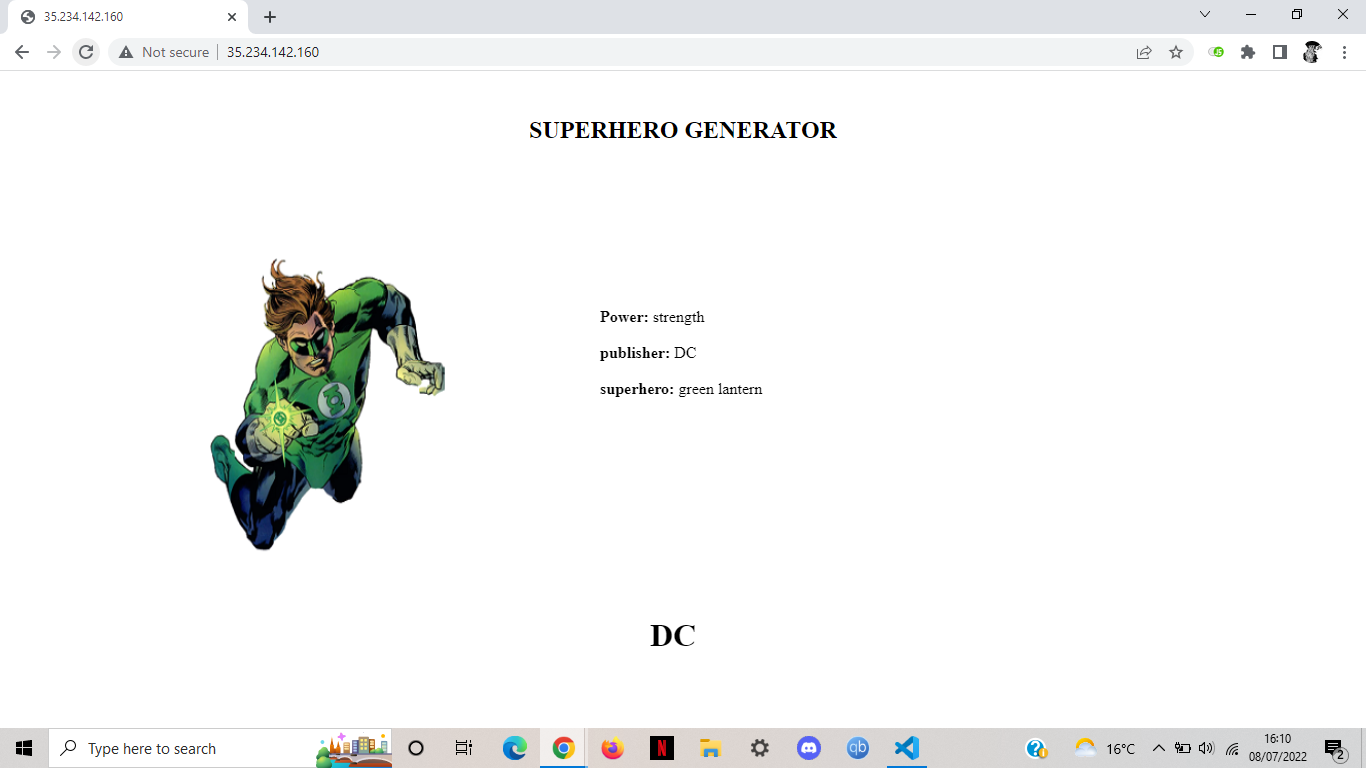 35.234.142.160
Not secure
35.234.142.160
SUPERHERO GENERATOR
Power: strength
publisher: DC
superhero: green lantern
DC
Type here to search
N
qb
16°C
16:10
08/07/2022
2